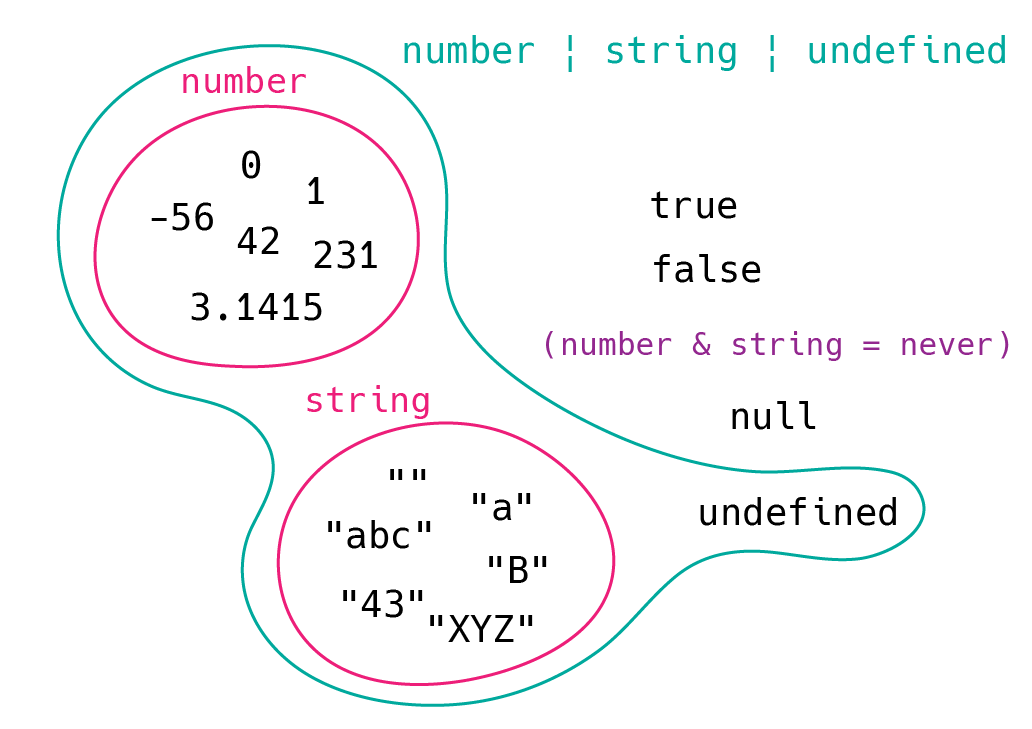 number | string | undefined
number
0
1
-56
42
231
3.1415
true
false
(number & string = never)
string
null
""
"a"
"abc"
undefined
"B"
"43"
"XYZ"